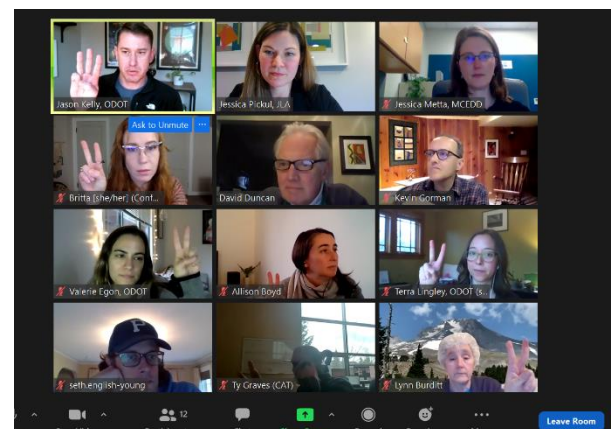 Jason Kelly, ODOT
Jessica Pickul, JLA
Jessica Metta, MCEDD
Ask to Unmute ...
Britta [she/her] (Conf...
David Duncan
Kevin Gorman
Valerie Egon, ODOT
Allison Boyd
Terra Lingley, ODOT (s...
seth.english-young
Ty Graves (CAT)
Lynn Burditt
12
Leave Room